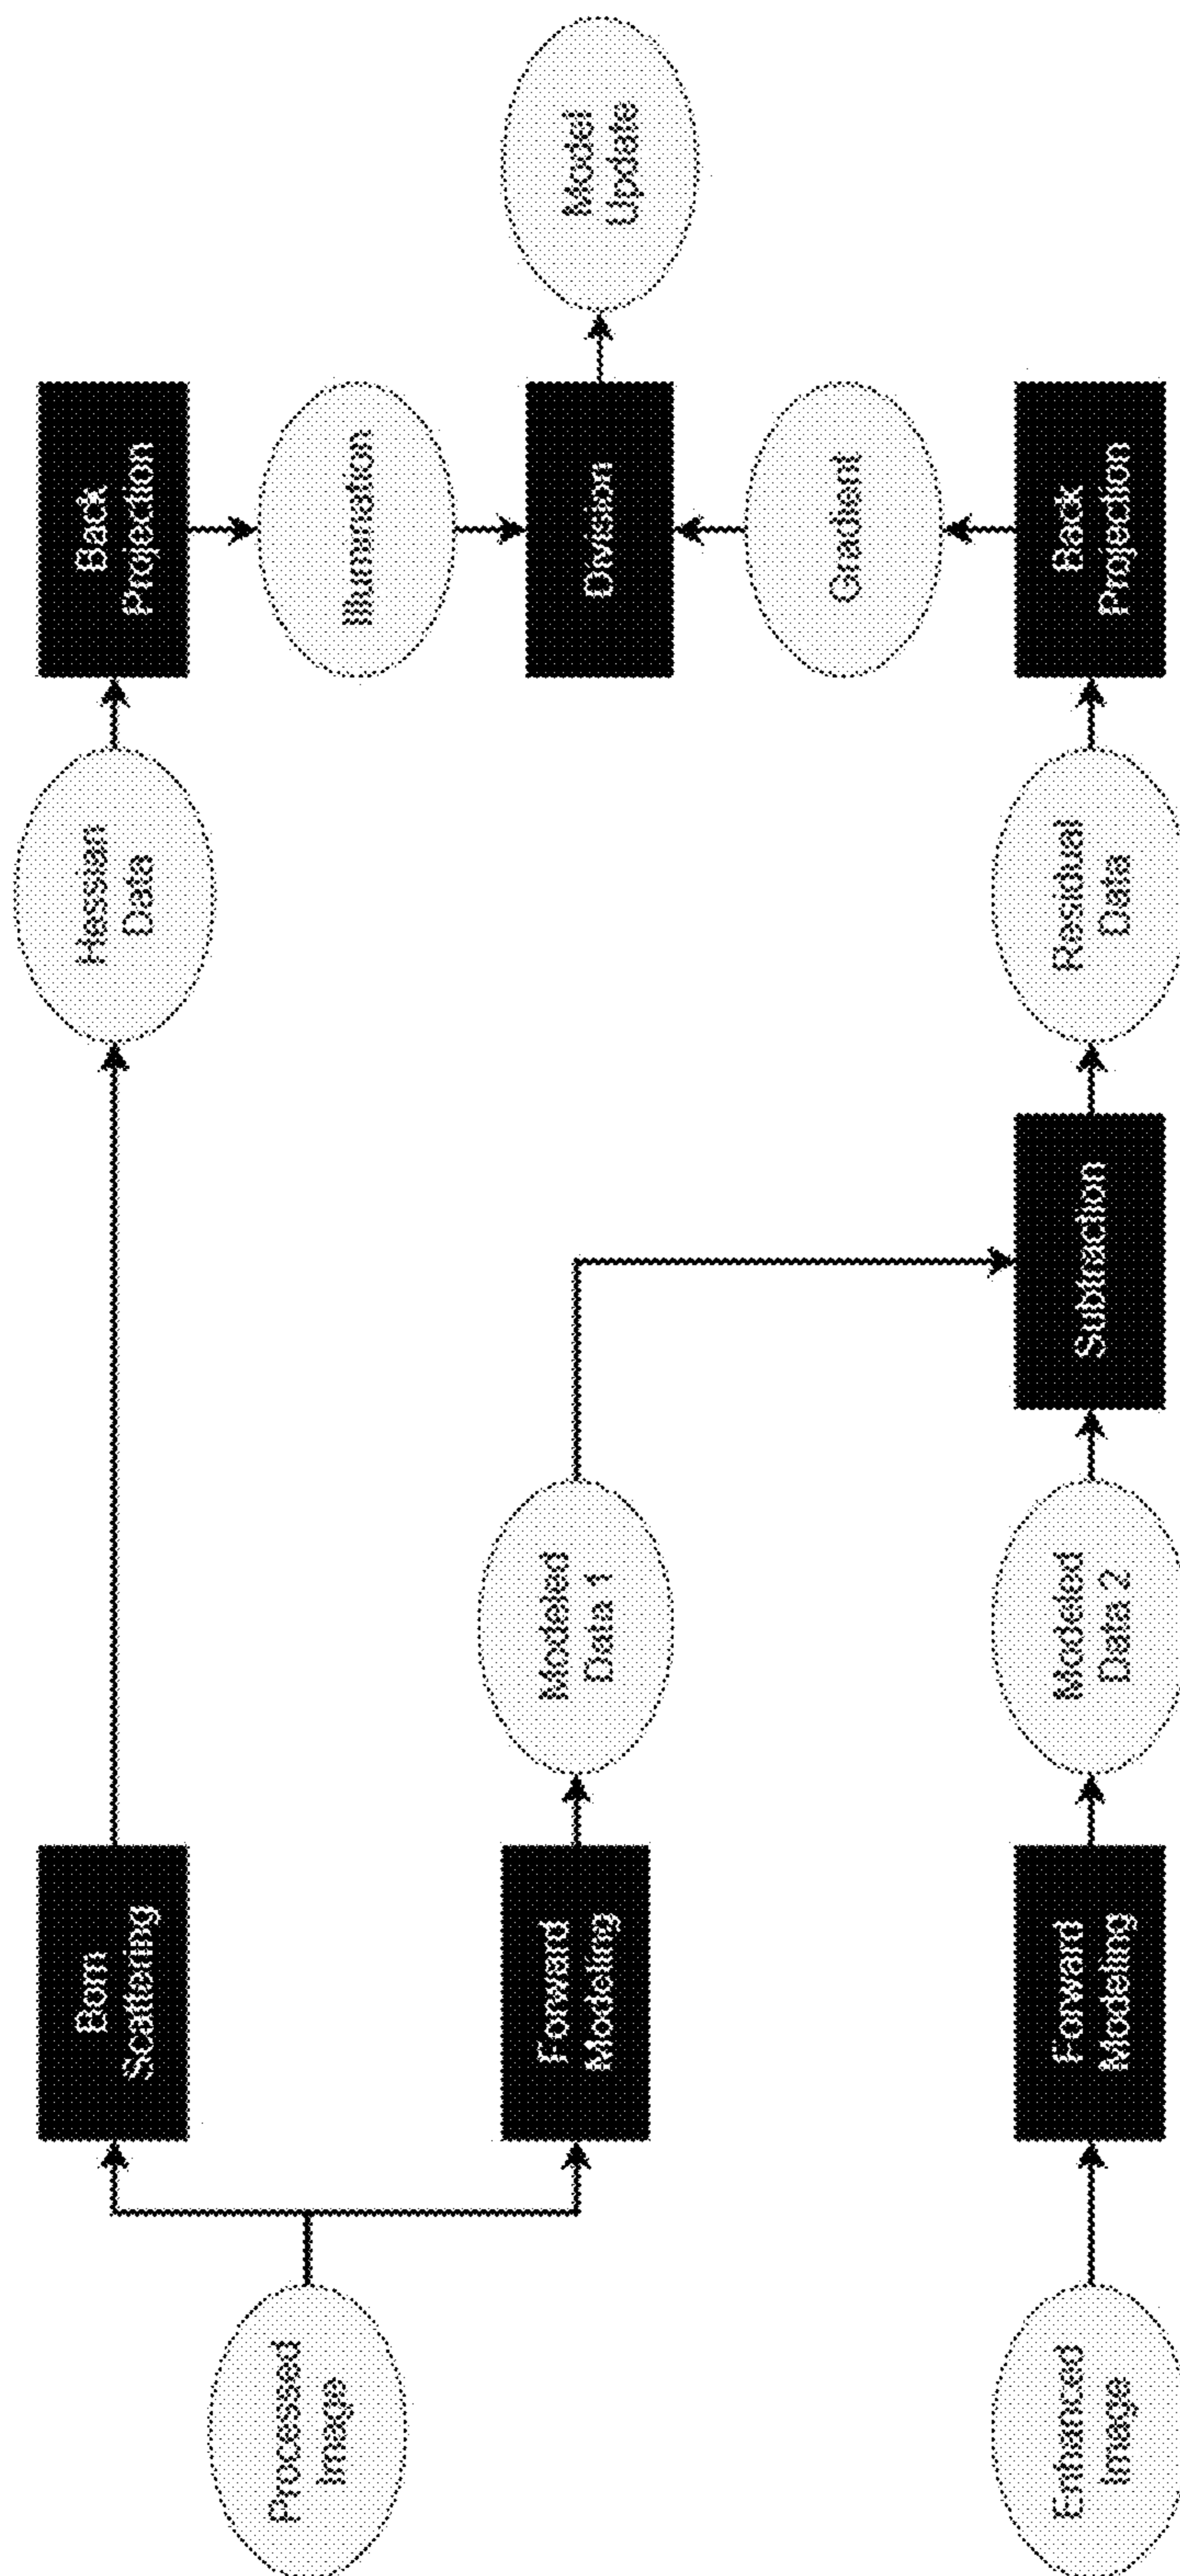 Processed
Image
Born
Scattering
Hessian
Data
Back
Projection
Illumination
Forward
Modeling
Modeled
Data 1
Division
Model
Update
Gradient
Enhanced
Image
Forward
Modeling
Modeled
Data 2
Subtraction
Residual
Data
Back
Projection